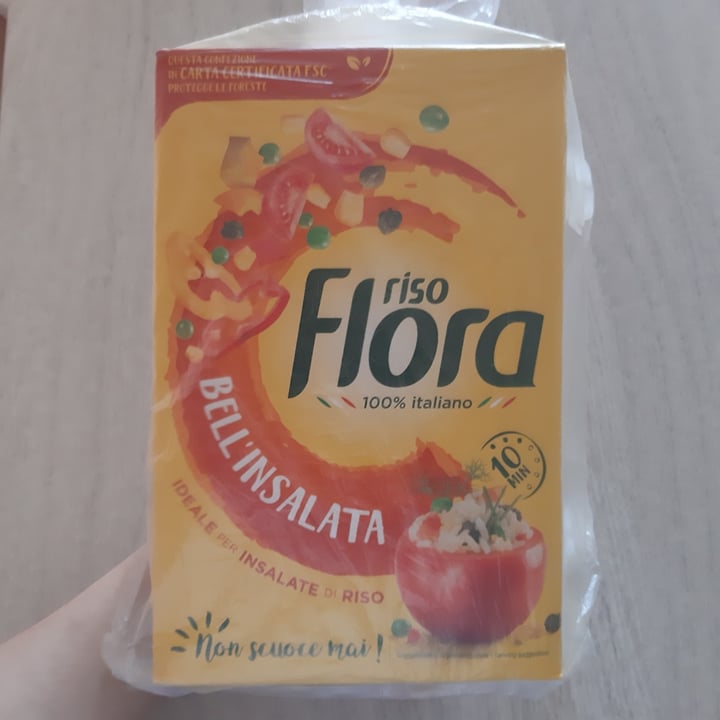 QUESTA CONFEZIONE
IN CARTA CERTIFICATA FSC
PROTEGGE LE FORESTE
riso
Flora
100% italiano
BELL'INSALATA
IDEALE PER INSALATE DI RISO
10
MIN
Non scuoce mai!